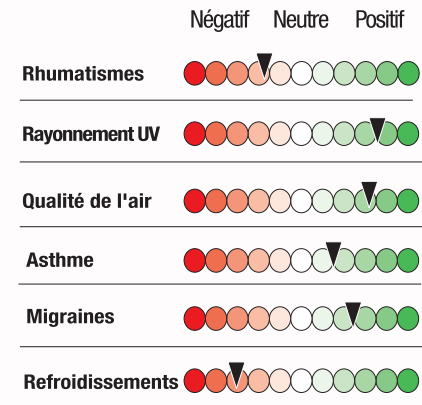 Négatif Neutre Positif
Rhumatismes
Rayonnement UV
Qualité de l'air
Asthme
Migraines
Refroidissements